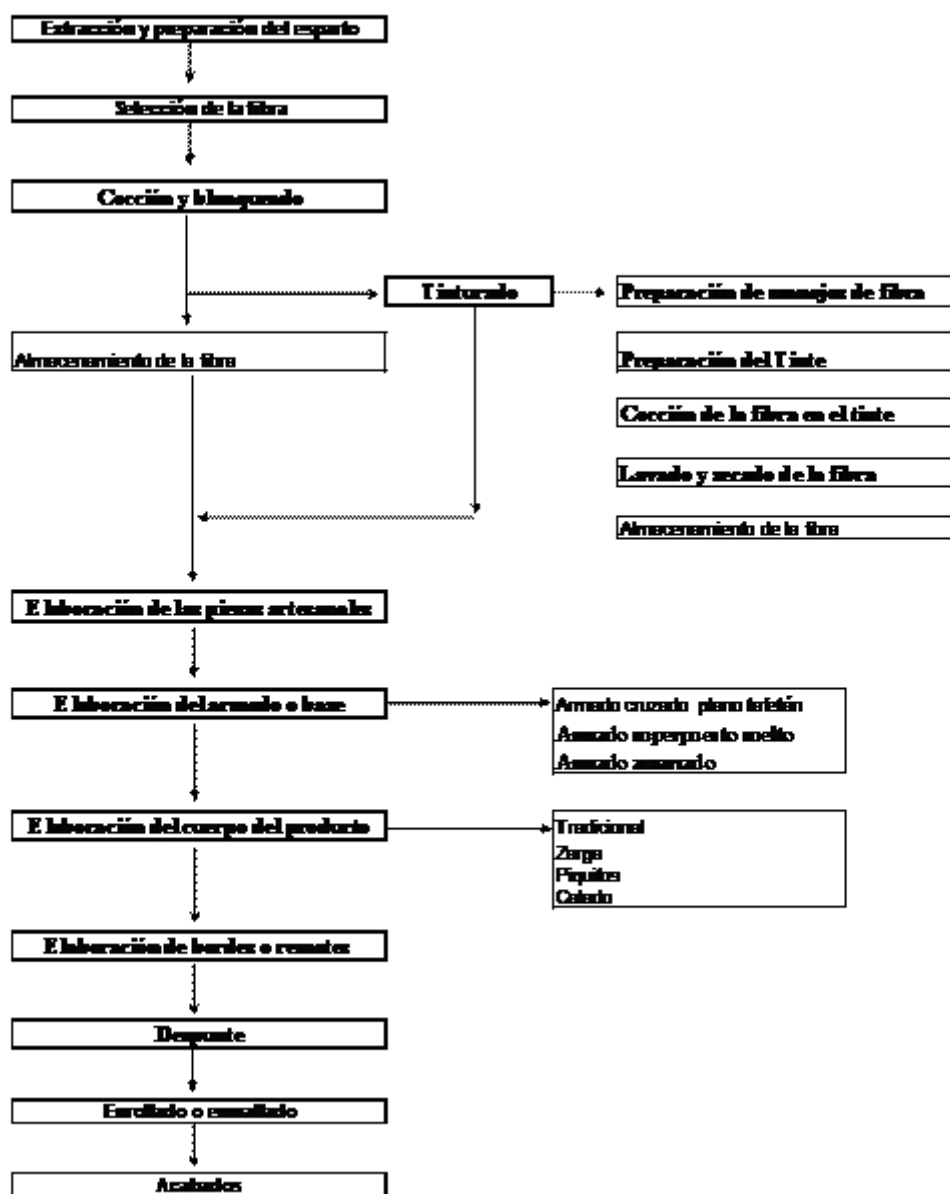 Extracción y preparación del esparto
Selección de la fibra
Cocción y blanqueado
Tinturado
Preparación de manojos de fibra
Almacenamiento de la fibra
Preparación del Tinte
Cocción de la fibra en el tinte
Lavado y secado de la fibra
Almacenamiento de la fibra
Elaboración de las piezas artesanales
Elaboración del armado o base
Armado cruzado plano tafetán
Armado superpuesto
Armado
Elaboración del cuerpo del producto
Tradicional
Zarga
Piquitos
Calado
Elaboración de bordes o remates
Despunte
Enrollado o
Acabados